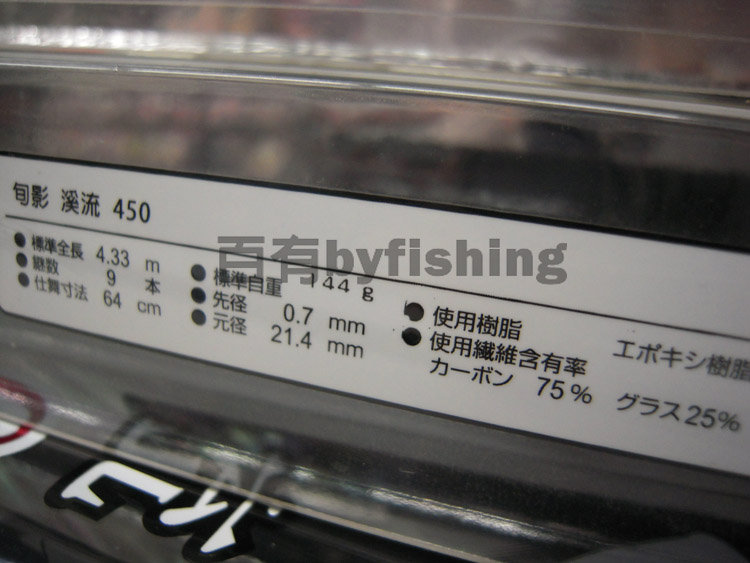 旬影 溪流 450
百有byfishing
●標準全長 4.33 m
●継数 9 本
●仕舞寸法 64 cm
●標準自重 144 g
●先径 0.7 mm
●元径 21.4 mm
●使用樹脂 エポキシ樹脂
●使用繊維含有率
カーボン 75% グラス25%